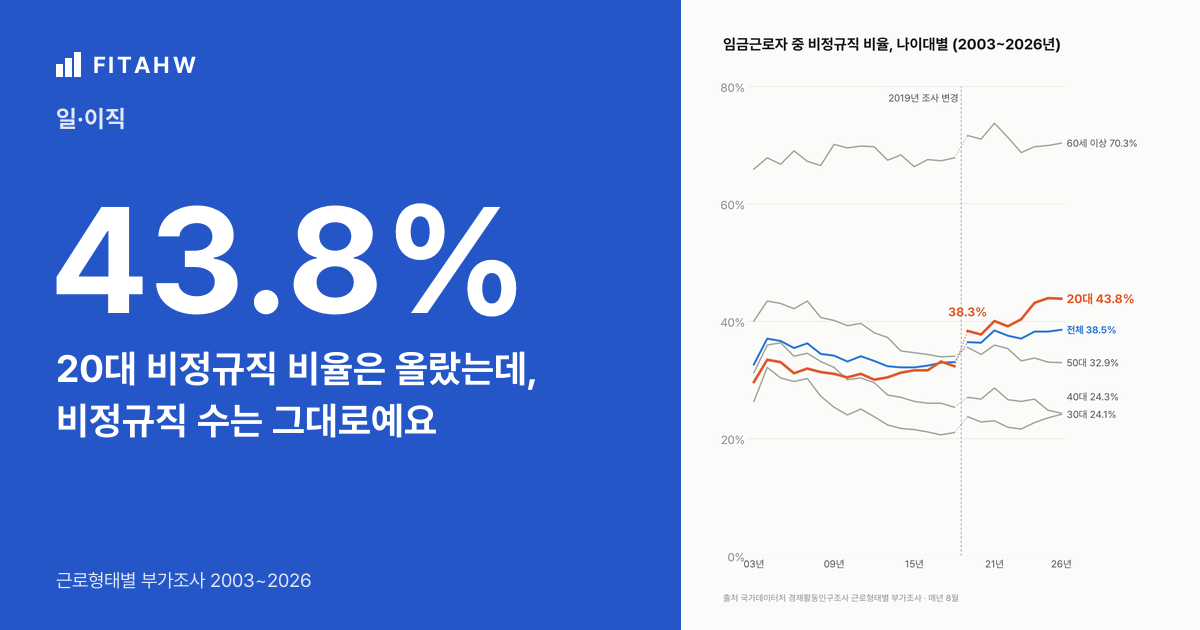 FITAHW
일·이직
43.8%
20대 비정규직 비율은 올랐는데,
비정규직 수는 그대로예요
근로형태별 부가조사 2003~2026
임금근로자 중 비정규직 비율, 나이대별 (2003~2026년)
80%
2019년 조사 변경
60세 이상 70.3%
60%
20대 43.8%
38.3%
40%
전체 38.5%
50대 32.9%
40대 24.3%
30대 24.1%
20%
0%
03년
09년
15년
21년
26년
출처 국가데이터처 경제활동인구조사 근로형태별 부가조사 · 매년 8월